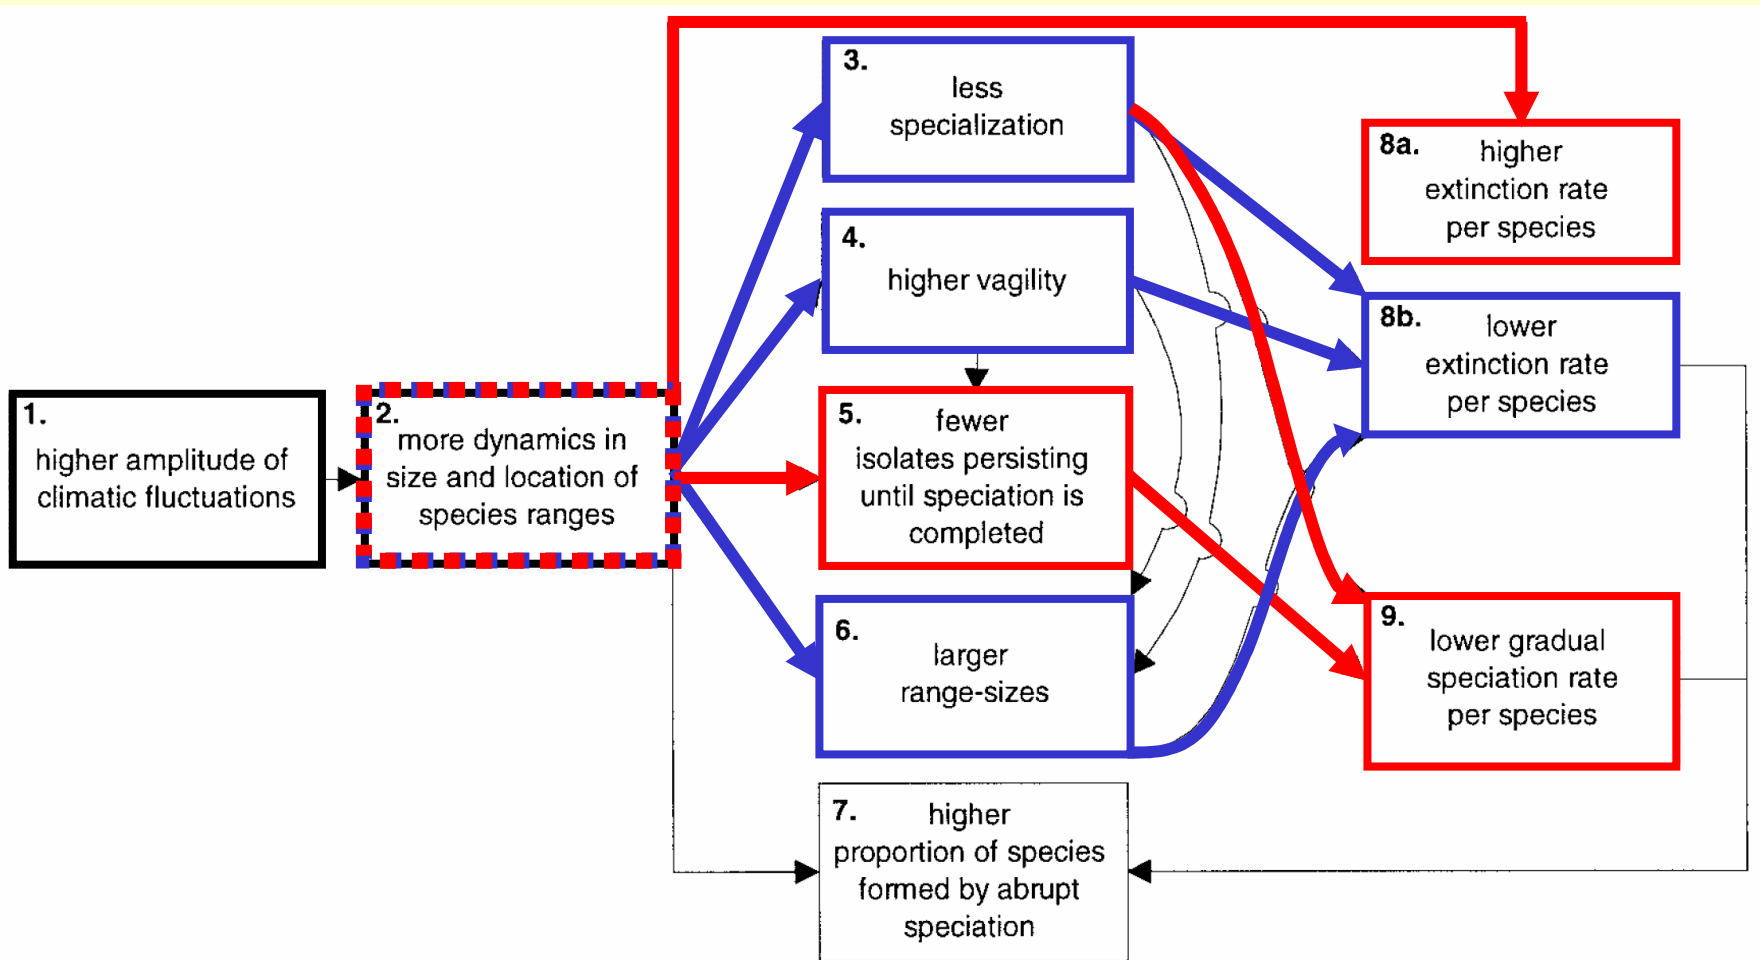 1.
higher amplitude of
climatic fluctuations
2.
more dynamics in
size and location of
species ranges
3.
less
specialization
4.
higher vagility
5.
fewer
isolates persisting
until speciation is
completed
6.
larger
range-sizes
7.
higher
proportion of species
formed by abrupt
speciation
8a.
higher
extinction rate
per species
8b.
lower
extinction rate
per species
9.
lower gradual
speciation rate
per species